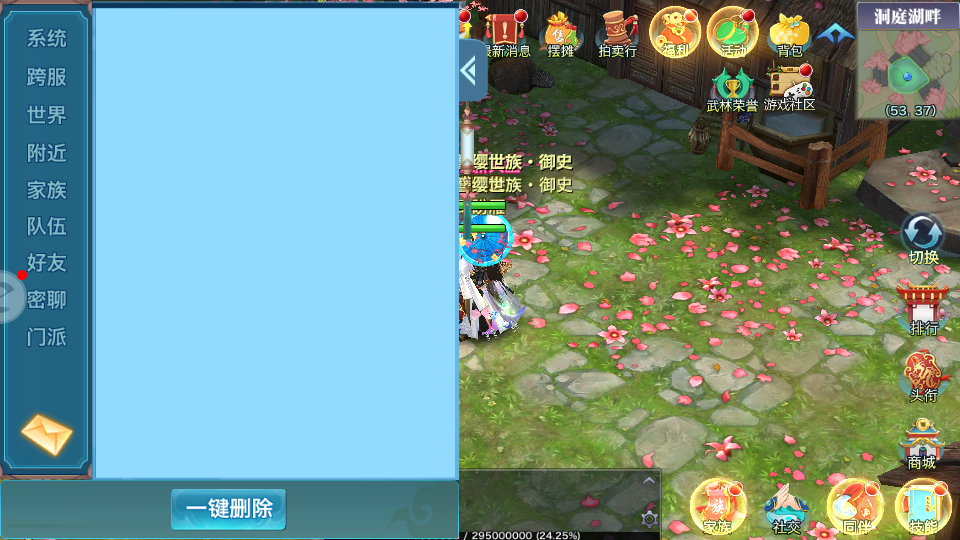 系统
跨服
世界
附近
家族
队伍
好友
密聊
门派
一键删除
最新消息
摆摊
拍卖行
福利
活动
背包
武林荣誉
游戏社区
洞庭湖畔
(53, 37)
缨世族·御史
缨世族·御史
切换
排行
头衔
商城
家族
社交
同伴
技能
/ 295000000 (24.25%)